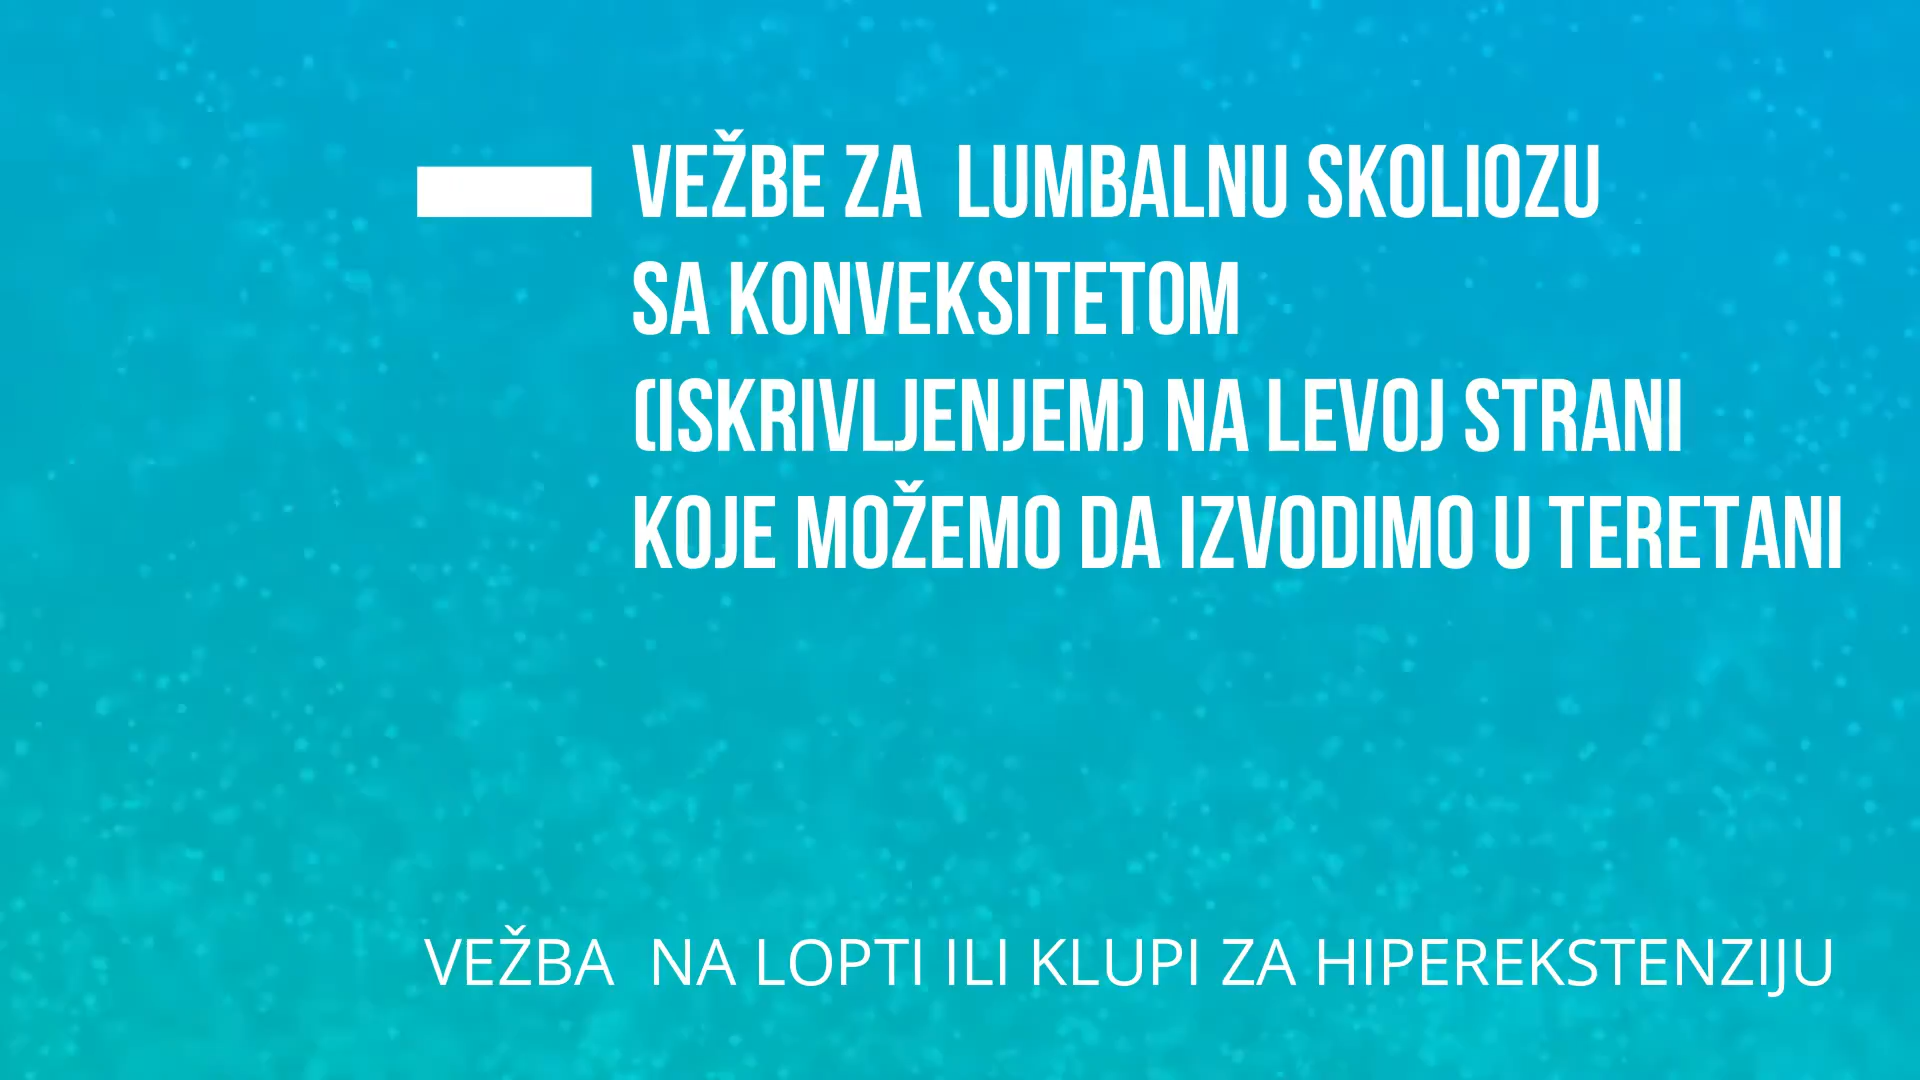 VEŽBE ZA LUMBALNU SKOLIOZU
SA KONVEKSITETOM
(ISKRIVLJENJEM) NA LEVOJ STRANI
KOJE MOŽEMO DA IZVODIMO U TERETANI
VEŽBA NA LOPTI ILI KLUPI ZA HIPEREKSTENZIJU